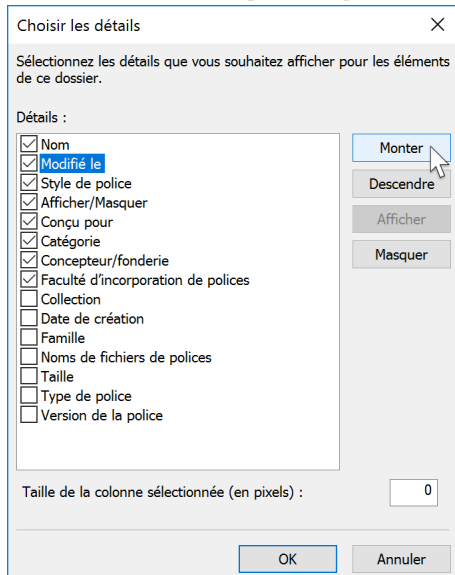 Choisir les détails
Sélectionnez les détails que vous souhaitez afficher pour les éléments
de ce dossier.
Détails :
Nom
Modifié le
Style de police
Afficher/Masquer
Conçu pour
Catégorie
Concepteur/fonderie
Faculté d'incorporation de polices
Collection
Date de création
Famille
Noms de fichiers de polices
Taille
Type de police
Version de la police
Monter
Descendre
Afficher
Masquer
Taille de la colonne sélectionnée (en pixels) : 0
OK Annuler